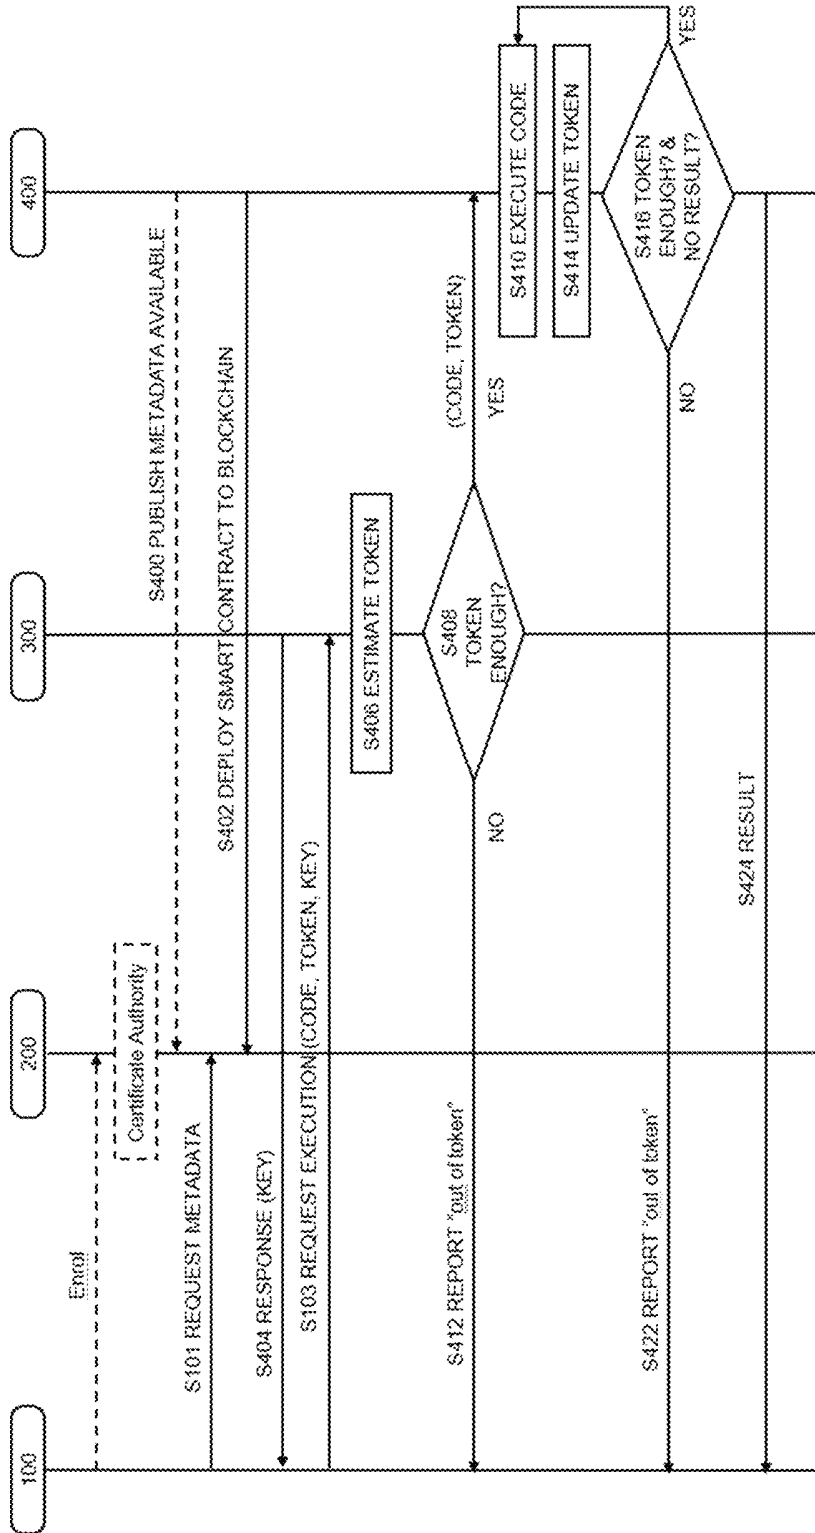 100
200
300
400
Enrol
Certificate Authority
S400 PUBLISH METADATA AVAILABLE
S101 REQUEST METADATA
S402 DEPLOY SMART CONTRACT TO BLOCKCHAIN
S404 RESPONSE (KEY)
S103 REQUEST EXECUTION (CODE, TOKEN, KEY)
S406 ESTIMATE TOKEN
S408
TOKEN
ENOUGH?
(CODE, TOKEN)
YES
NO
S412 REPORT "out of token"
S410 EXECUTE CODE
S414 UPDATE TOKEN
S416 TOKEN
ENOUGH? &
NO RESULT?
YES
NO
S422 REPORT "out of token"
S424 RESULT